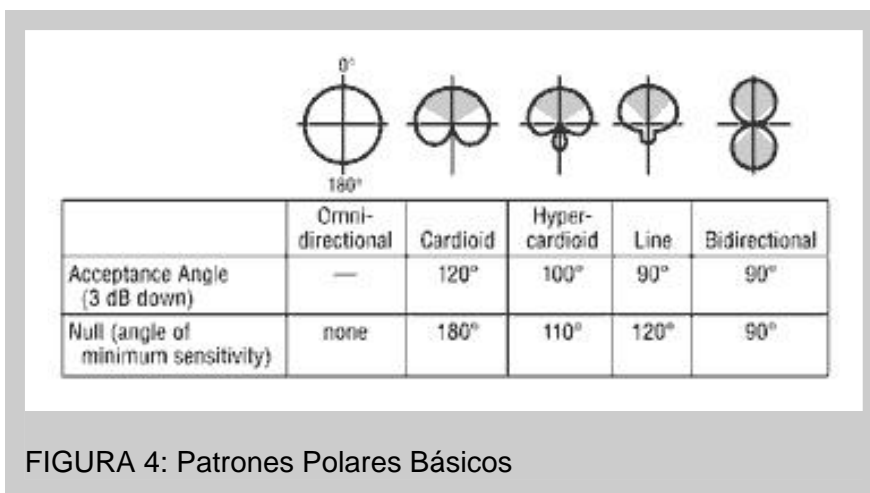 0°
180°
Omni-
directional
Cardioid
Hyper-
cardioid
Line
Bidirectional
Acceptance Angle
(3 dB down)
—
120°
100°
90°
90°
Null (angle of
minimum sensitivity)
none
180°
110°
120°
90°
FIGURA 4: Patrones Polares Básicos